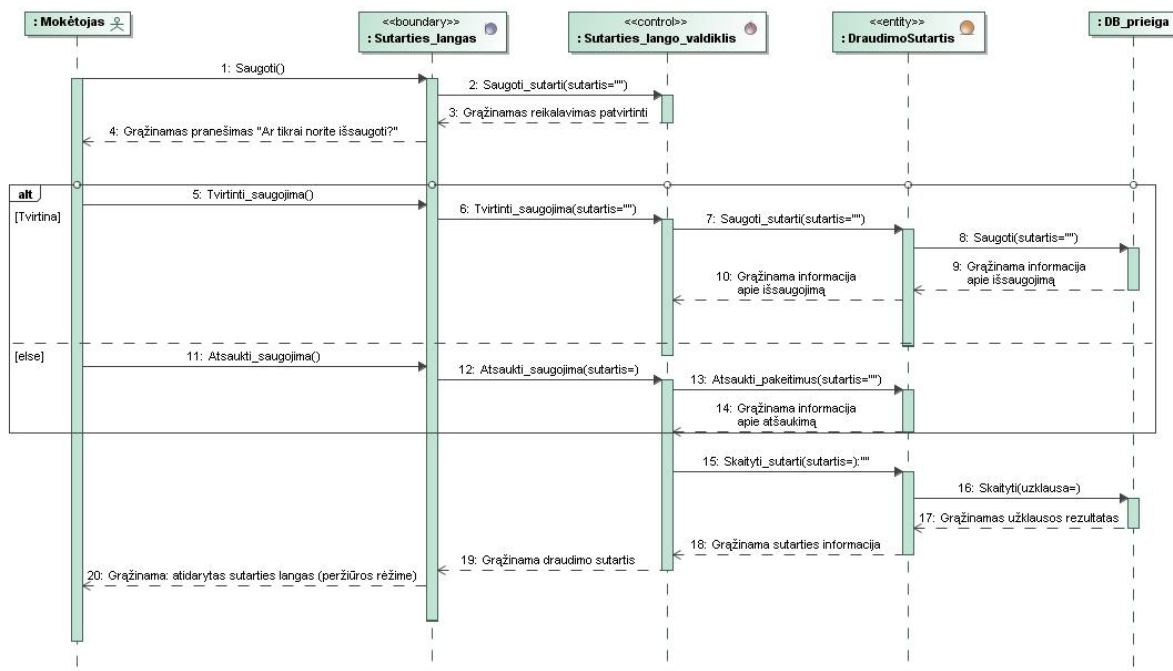 : Mokėtojas
<<boundary>>
: Sutarties_langas
<<control>>
: Sutarties_lango_valdiklis
<<entity>>
: DraudimoSutartis
: DB_prieiga
1: Saugoti()
2: Saugoti_sutarti(sutartis="")
3: Grąžinamas reikalavimas patvirtinti
4: Grąžinamas pranešimas "Ar tikrai norite išsaugoti?"
alt
[Tvirtina]
5: Tvirtinti_saugojima()
6: Tvirtinti_saugojima(sutartis="")
7: Saugoti_sutarti(sutartis="")
8: Saugoti(sutartis="")
9: Grąžinama informacija
apie išsaugojimą
10: Grąžinama informacija
apie išsaugojimą
[else]
11: Atsaukti_saugojima()
12: Atsaukti_saugojima(sutartis=)
13: Atsaukti_pakeitimus(sutartis="")
14: Grąžinama informacija
apie atšaukimą
15: Skaityti_sutarti(sutartis=):""
16: Skaityti(uzklausa=)
17: Grąžinamas užklausos rezultatas
18: Grąžinama sutarties informacija
19: Grąžinama draudimo sutartis
20: Grąžinama: atidarytas sutarties langas (peržiūros rėžime)